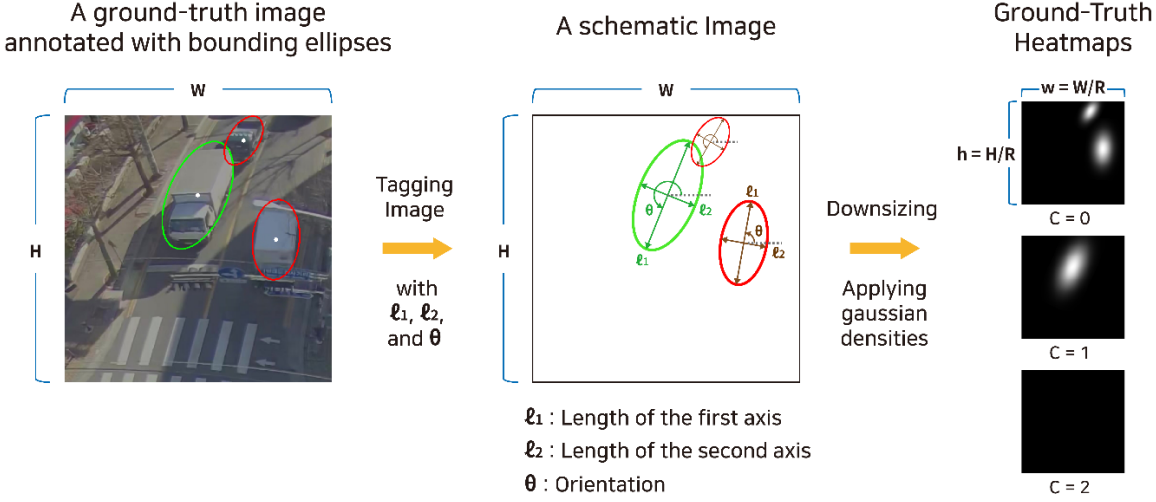 A ground-truth image
annotated with bounding ellipses
W
H
Tagging
Image
with
ℓ1, ℓ2,
and θ
A schematic Image
W
H
ℓ1
θ
ℓ2
ℓ1
θ
ℓ2
ℓ1 : Length of the first axis
ℓ2 : Length of the second axis
θ : Orientation
Downsizing
Applying
gaussian
densities
Ground-Truth
Heatmaps
w = W/R
h = H/R
C = 0
C = 1
C = 2